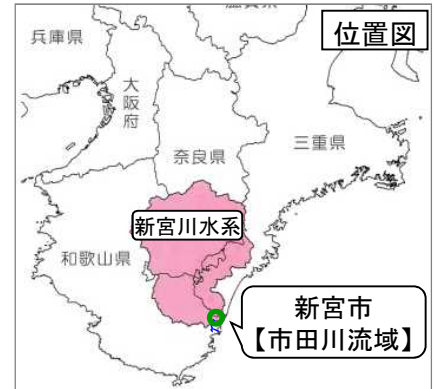 位置図
兵庫県
大阪府
奈良県
三重県
新宮川水系
和歌山県
新宮市
【市田川流域】